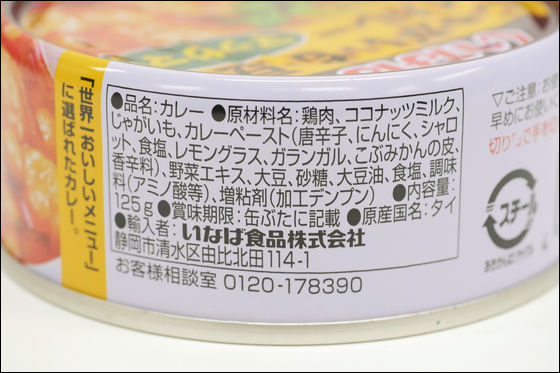 「世界一おいしいメニュー」
に選ばれたカレー。
●品名:カレー ●原材料名:鶏肉、ココナッツミルク、
じゃがいも、カレーペースト(唐辛子、にんにく、シャロ
ット、食塩、レモングラス、ガランガル、こぶみかんの皮、
香辛料)、野菜エキス、大豆、砂糖、大豆油、食塩、調味
料(アミノ酸等)、増粘剤(加工デンプン) ●内容量:
125g ●賞味期限:缶ぶたに記載 ●原産国名:タイ
●輸入者:いなば食品株式会社
静岡市清水区由比北田114-1
お客様相談室 0120-178390
▽ご注意:お
早めにお使い
切り口で手を
スチール